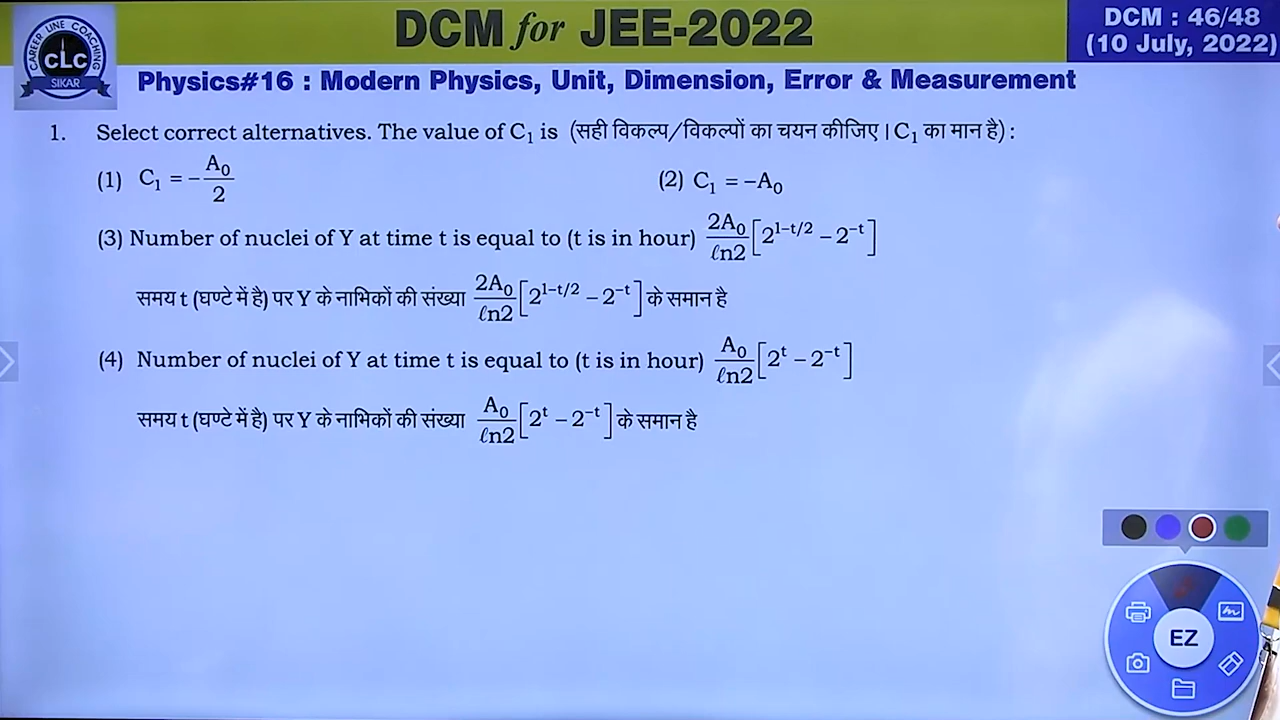 CAREER LINE COACHING
CLC
SIKAR
DCM for JEE-2022
DCM : 46/48
(10 July, 2022)
Physics#16 : Modern Physics, Unit, Dimension, Error & Measurement
1. Select correct alternatives. The value of C₁ is (सही विकल्प/विकल्पों का चयन कीजिए। C₁ का मान है) :
(1) C₁ = −A₀/2 (2) C₁ = −A₀
(3) Number of nuclei of Y at time t is equal to (t is in hour) 2A₀/ℓn2 [2^{1−t/2} − 2^{−t}]
समय t (घण्टे में है) पर Y के नाभिकों की संख्या 2A₀/ℓn2 [2^{1−t/2} − 2^{−t}] के समान है
(4) Number of nuclei of Y at time t is equal to (t is in hour) A₀/ℓn2 [2^t − 2^{−t}]
समय t (घण्टे में है) पर Y के नाभिकों की संख्या A₀/ℓn2 [2^t − 2^{−t}] के समान है
EZ